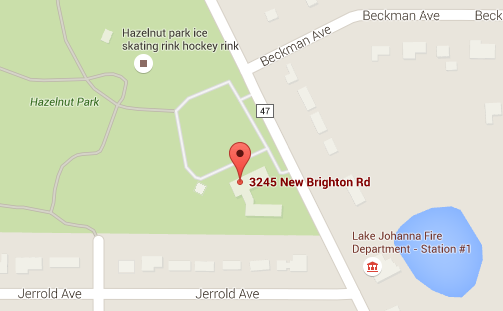 Beckman Ave
Beckm
Hazelnut park ice
skating rink hockey rink
Beckman Ave
Hazelnut Park
47
3245 New Brighton Rd
Lake Johanna Fire
Department - Station #1
Jerrold Ave
Jerrold Ave